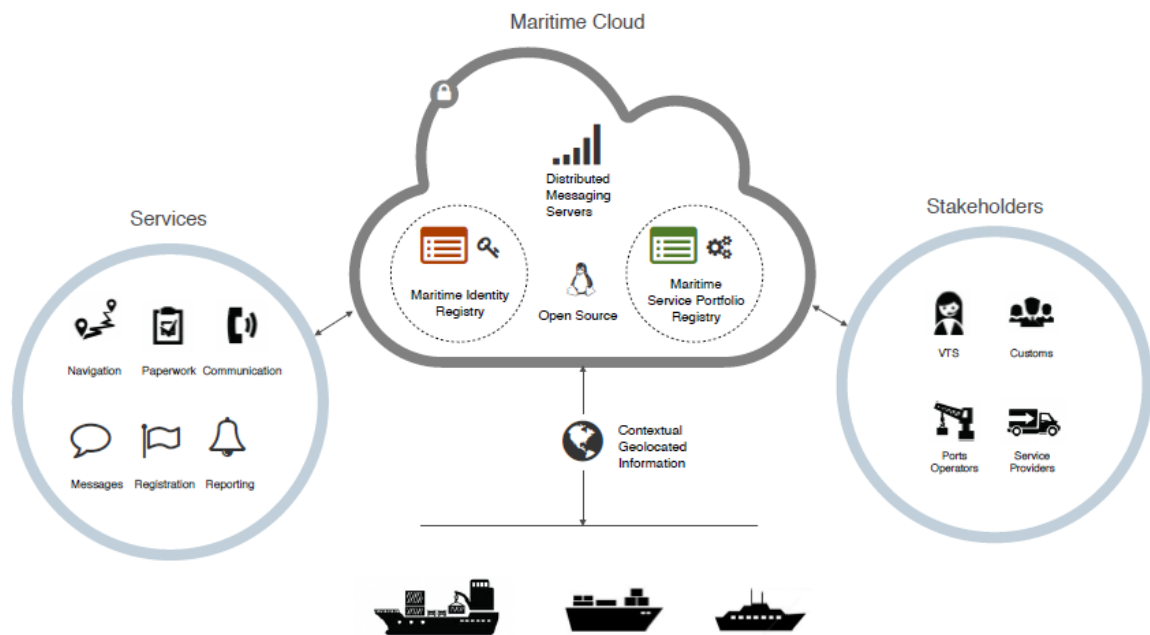 Maritime Cloud
Distributed
Messaging
Servers
Maritime Identity
Registry
Open Source
Maritime
Service Portfolio
Registry
Services
Navigation
Paperwork
Communication
Messages
Registration
Reporting
Stakeholders
VTS
Customs
Ports
Operators
Service
Providers
Contextual
Geolocated
Information